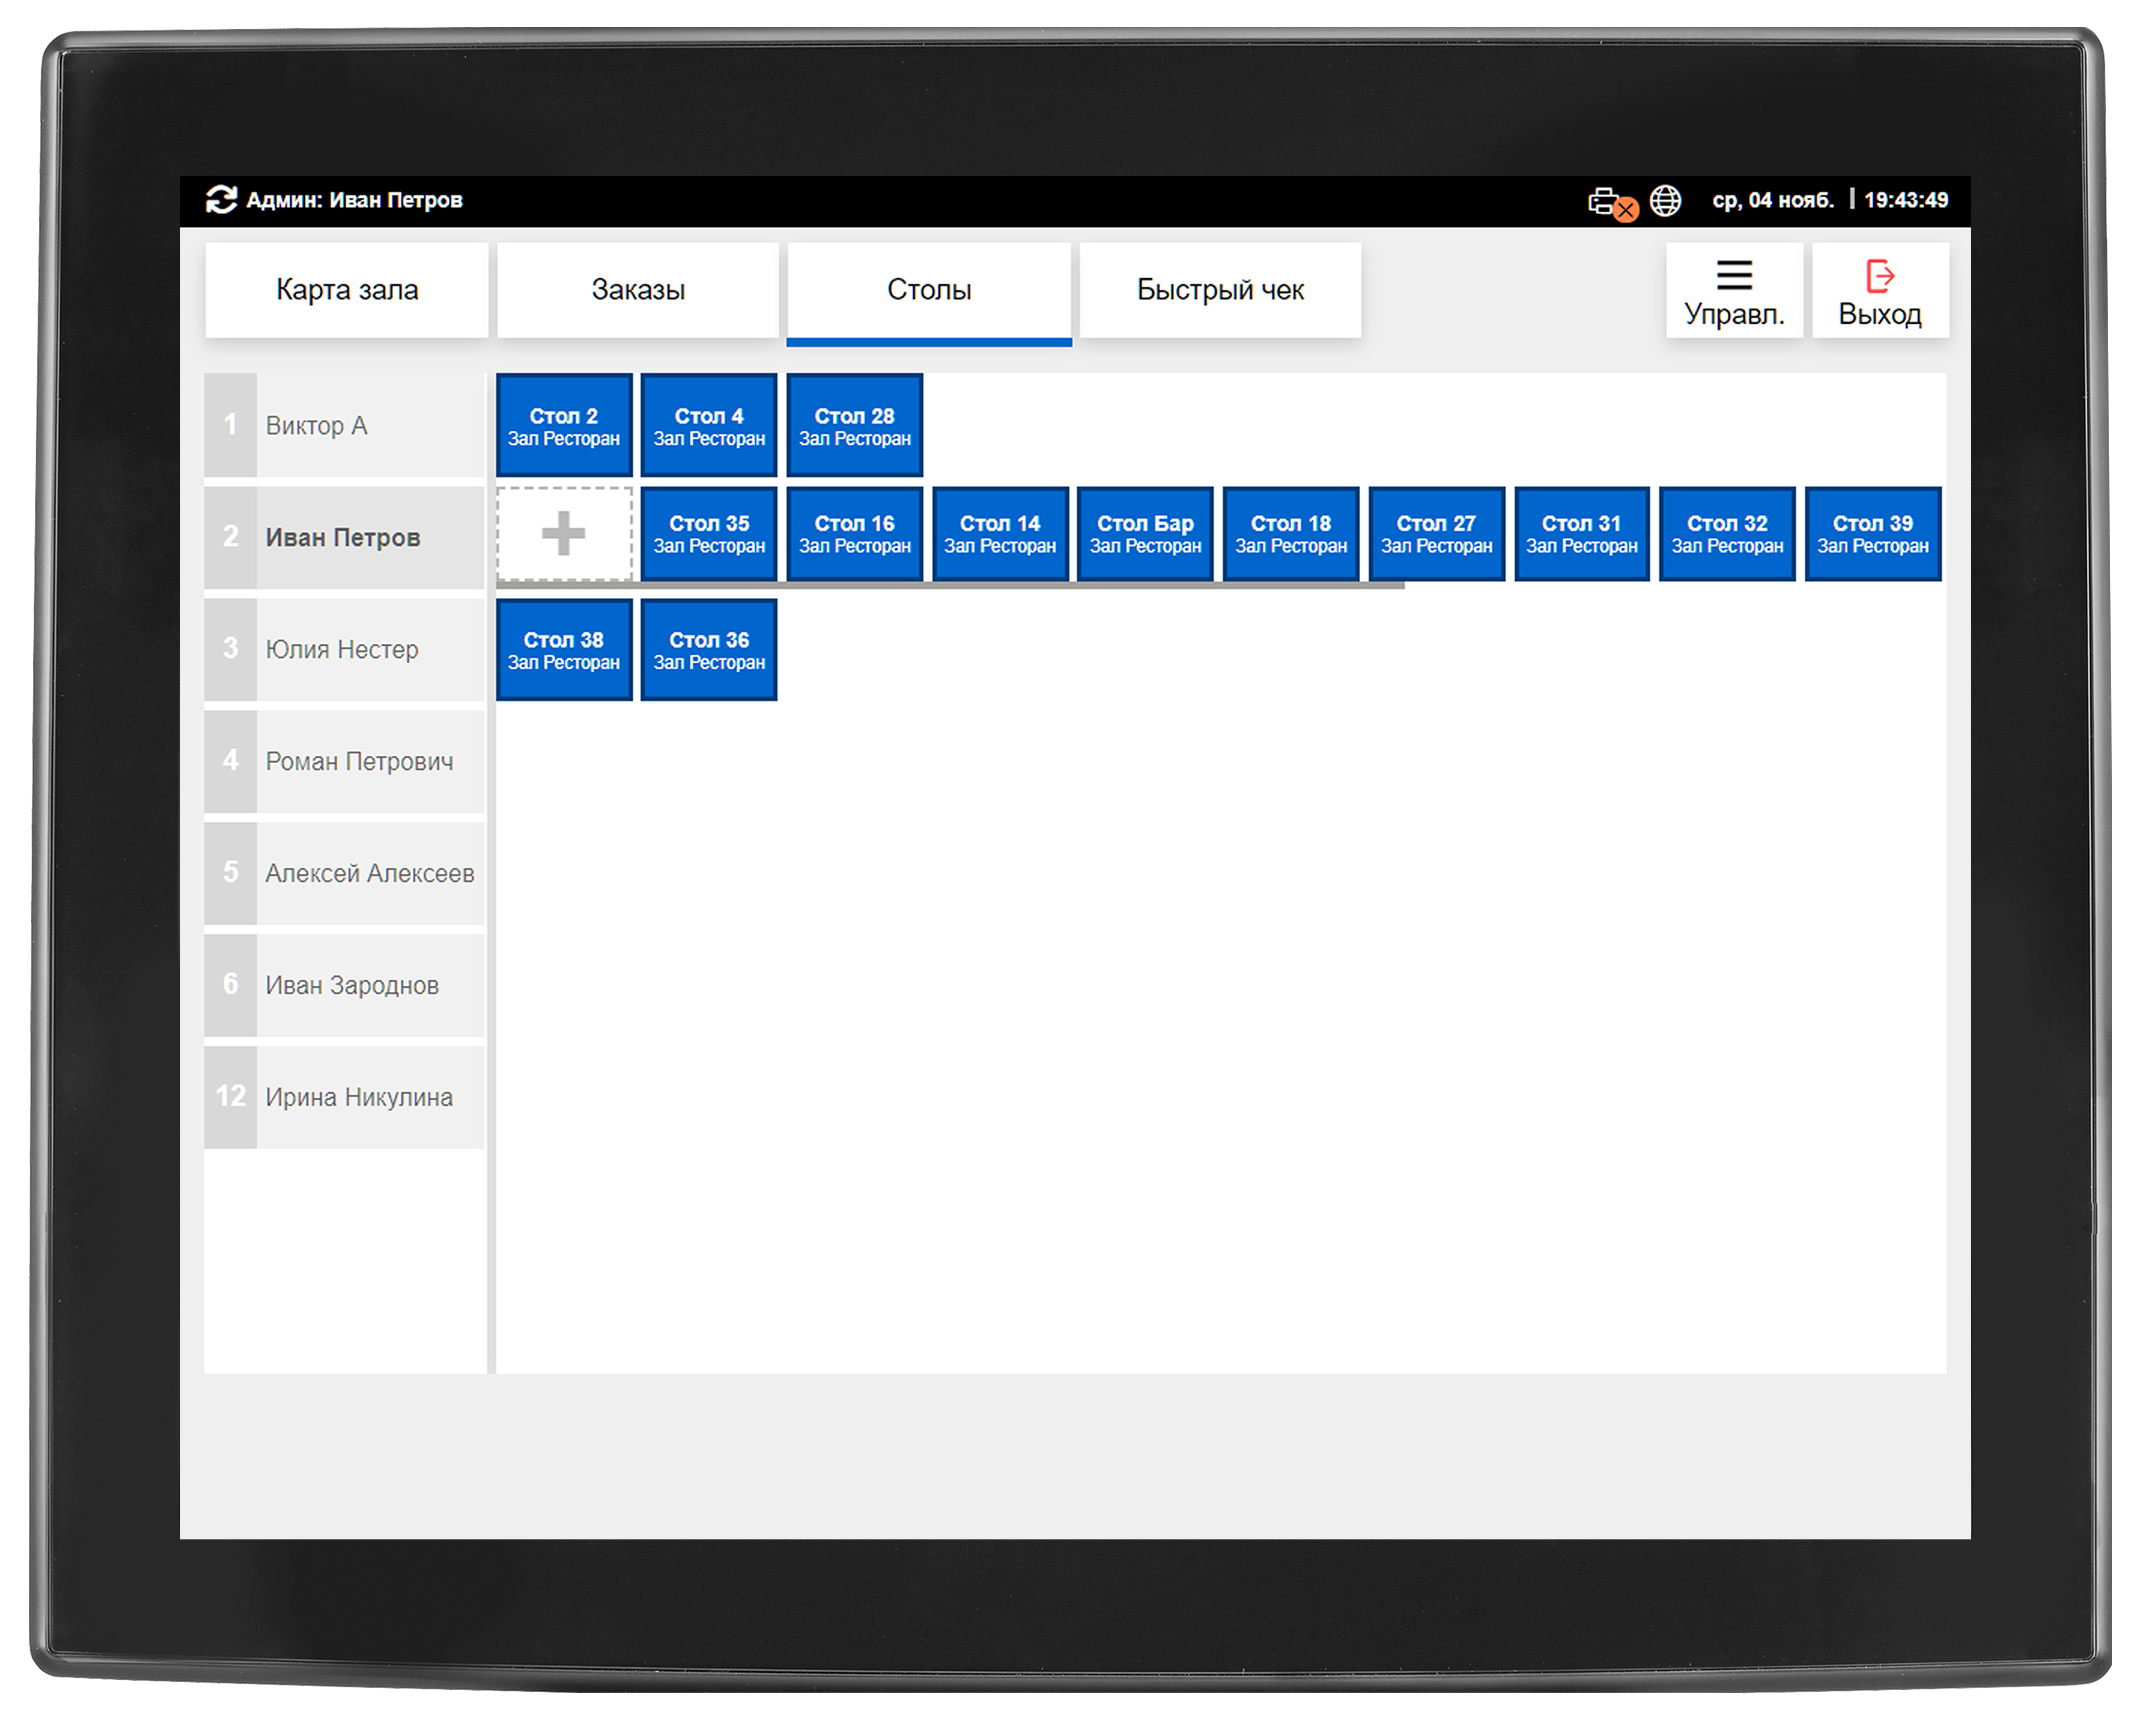 Админ: Иван Петров
ср, 04 нояб. | 19:43:49
Карта зала
Заказы
Столы
Быстрый чек
Управл.
Выход
1 Виктор А
Стол 2
Зал Ресторан
Стол 4
Зал Ресторан
Стол 28
Зал Ресторан
2 Иван Петров
Стол 35
Зал Ресторан
Стол 16
Зал Ресторан
Стол 14
Зал Ресторан
Стол Бар
Зал Ресторан
Стол 18
Зал Ресторан
Стол 27
Зал Ресторан
Стол 31
Зал Ресторан
Стол 32
Зал Ресторан
Стол 39
Зал Ресторан
3 Юлия Нестер
Стол 38
Зал Ресторан
Стол 36
Зал Ресторан
4 Роман Петрович
5 Алексей Алексеев
6 Иван Зароднов
12 Ирина Никулина